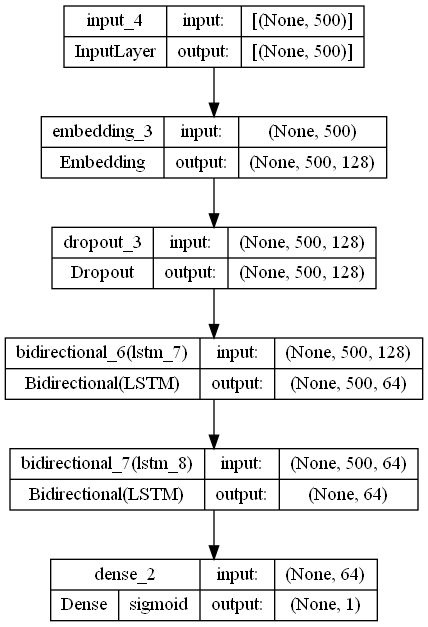 input_4 input: [(None, 500)]
InputLayer output: [(None, 500)]
embedding_3 input: (None, 500)
Embedding output: (None, 500, 128)
dropout_3 input: (None, 500, 128)
Dropout output: (None, 500, 128)
bidirectional_6(lstm_7) input: (None, 500, 128)
Bidirectional(LSTM) output: (None, 500, 64)
bidirectional_7(lstm_8) input: (None, 500, 64)
Bidirectional(LSTM) output: (None, 64)
dense_2 input: (None, 64)
Dense sigmoid output: (None, 1)